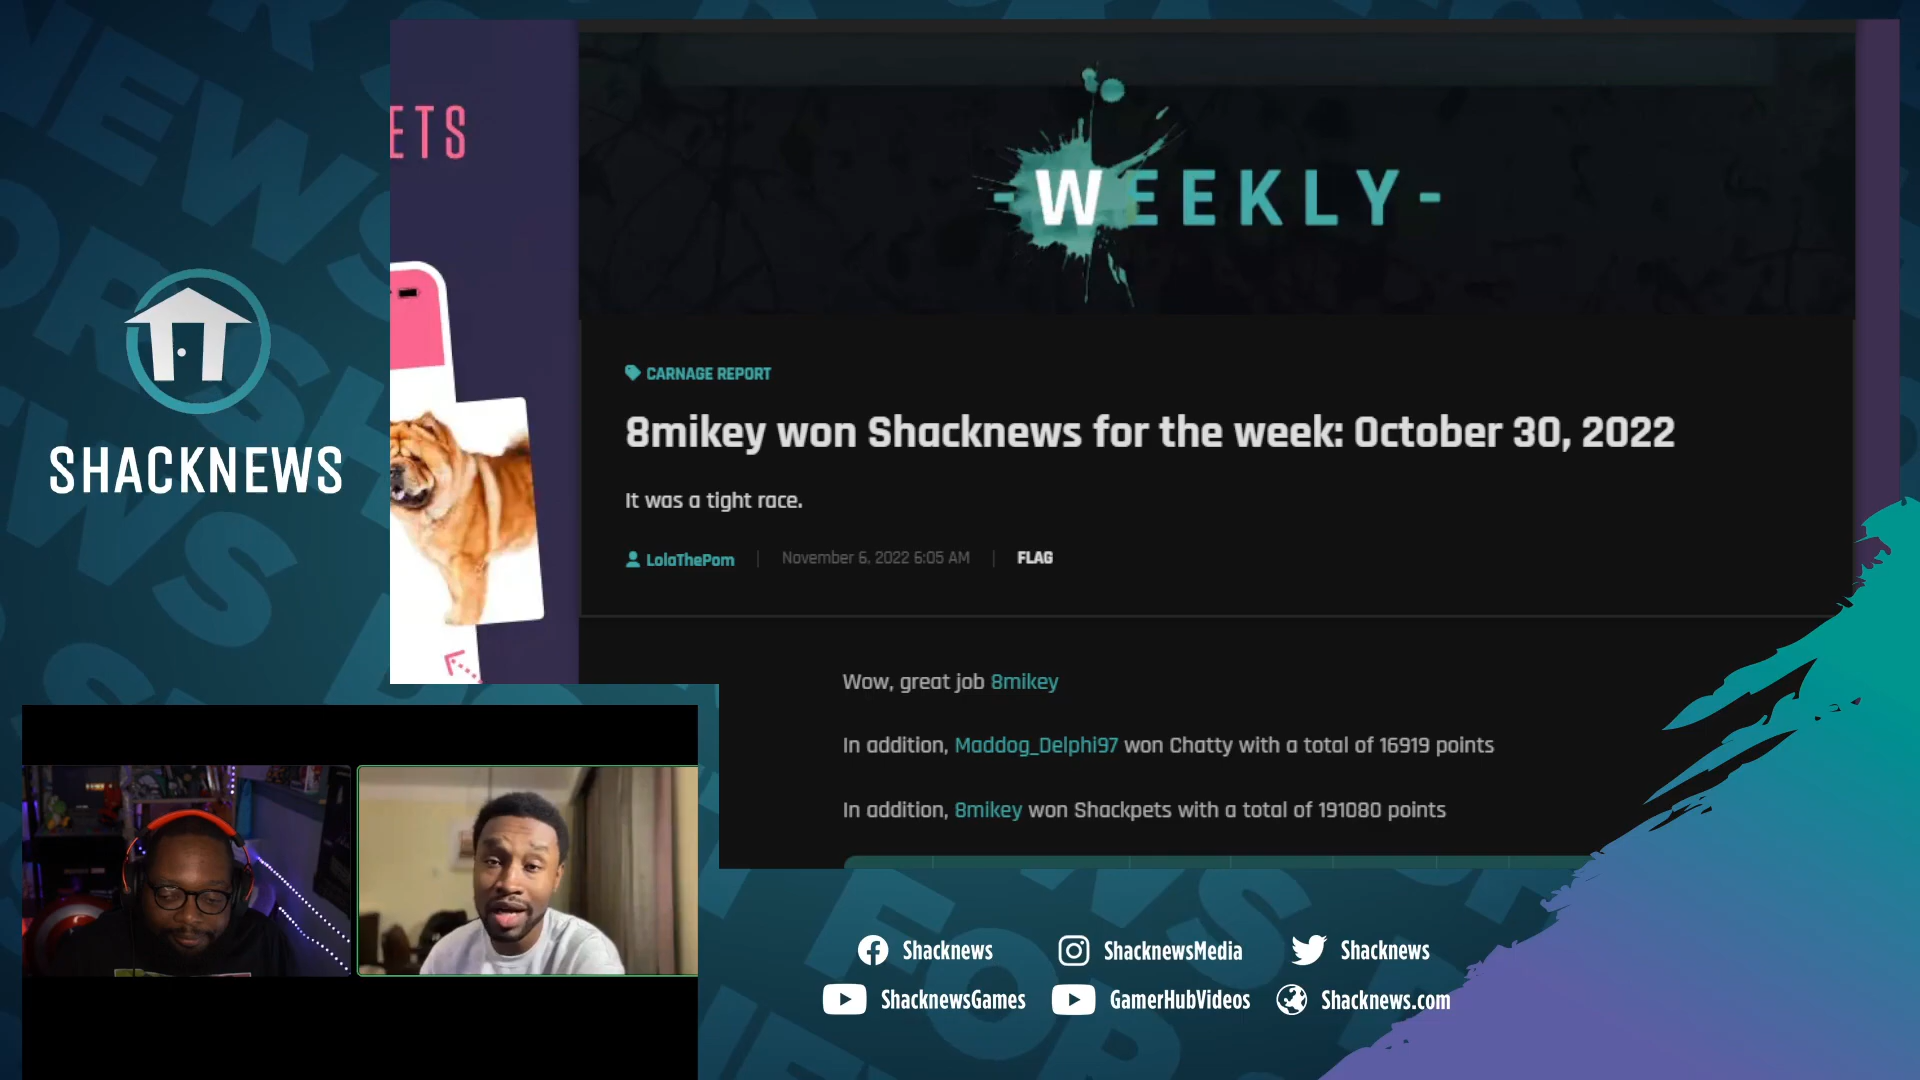 ETS
-WEEKLY-
CARNAGE REPORT
8mikey won Shacknews for the week: October 30, 2022
It was a tight race.
LolaThePom | November 6, 2022 6:05 AM | FLAG
Wow, great job 8mikey
In addition, Maddog_Delphi97 won Chatty with a total of 16919 points
In addition, 8mikey won Shackpets with a total of 191080 points
SHACKNEWS
Shacknews ShacknewsMedia Shacknews
ShacknewsGames GamerHubVideos Shacknews.com